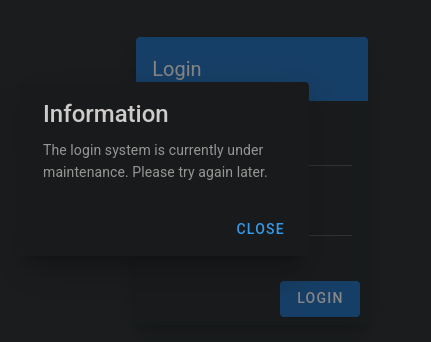 Login
Information
The login system is currently under
maintenance. Please try again later.
CLOSE
LOGIN